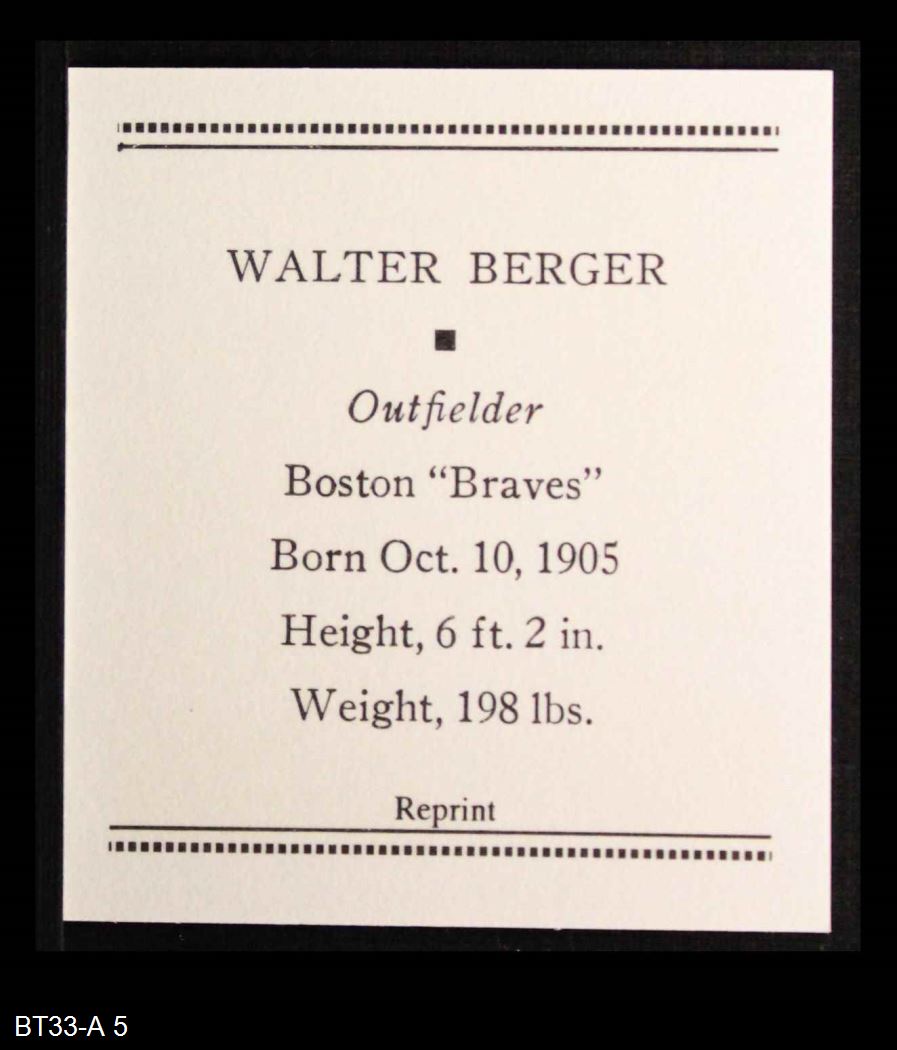 WALTER BERGER
Outfielder
Boston “Braves”
Born Oct. 10, 1905
Height, 6 ft. 2 in.
Weight, 198 lbs.
Reprint
BT33-A 5